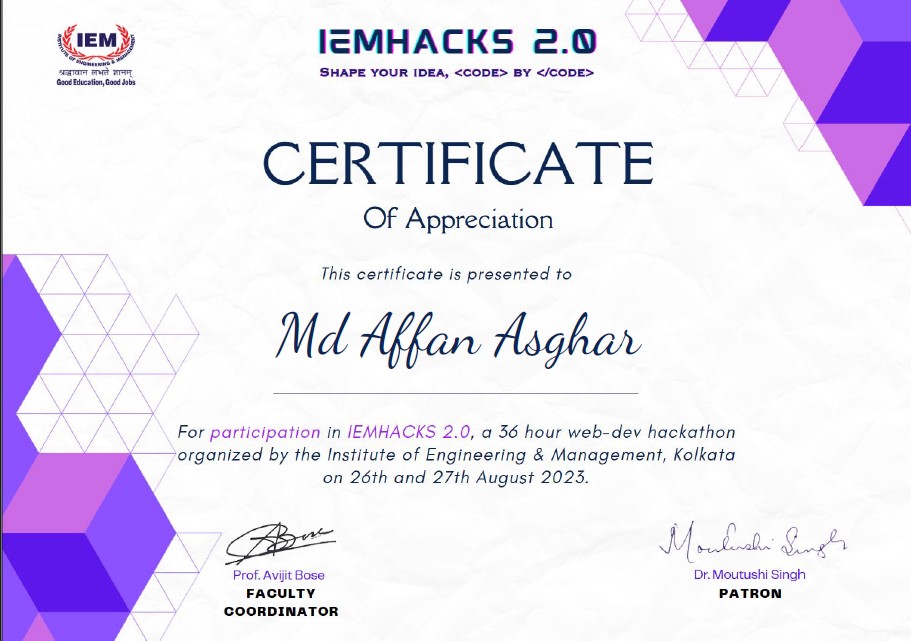 IEM
INSTITUTE OF ENGINEERING & MANAGEMENT
श्रद्धावान लभते ज्ञानम्
Good Education, Good Jobs
IEMHACKS 2.0
SHAPE YOUR IDEA, <CODE> BY </CODE>
CERTIFICATE
Of Appreciation
This certificate is presented to
Md Affan Asghar
For participation in IEMHACKS 2.0, a 36 hour web-dev hackathon
organized by the Institute of Engineering & Management, Kolkata
on 26th and 27th August 2023.
ABose
Prof. Avijit Bose
FACULTY
COORDINATOR
Moutushi Singh
Dr. Moutushi Singh
PATRON